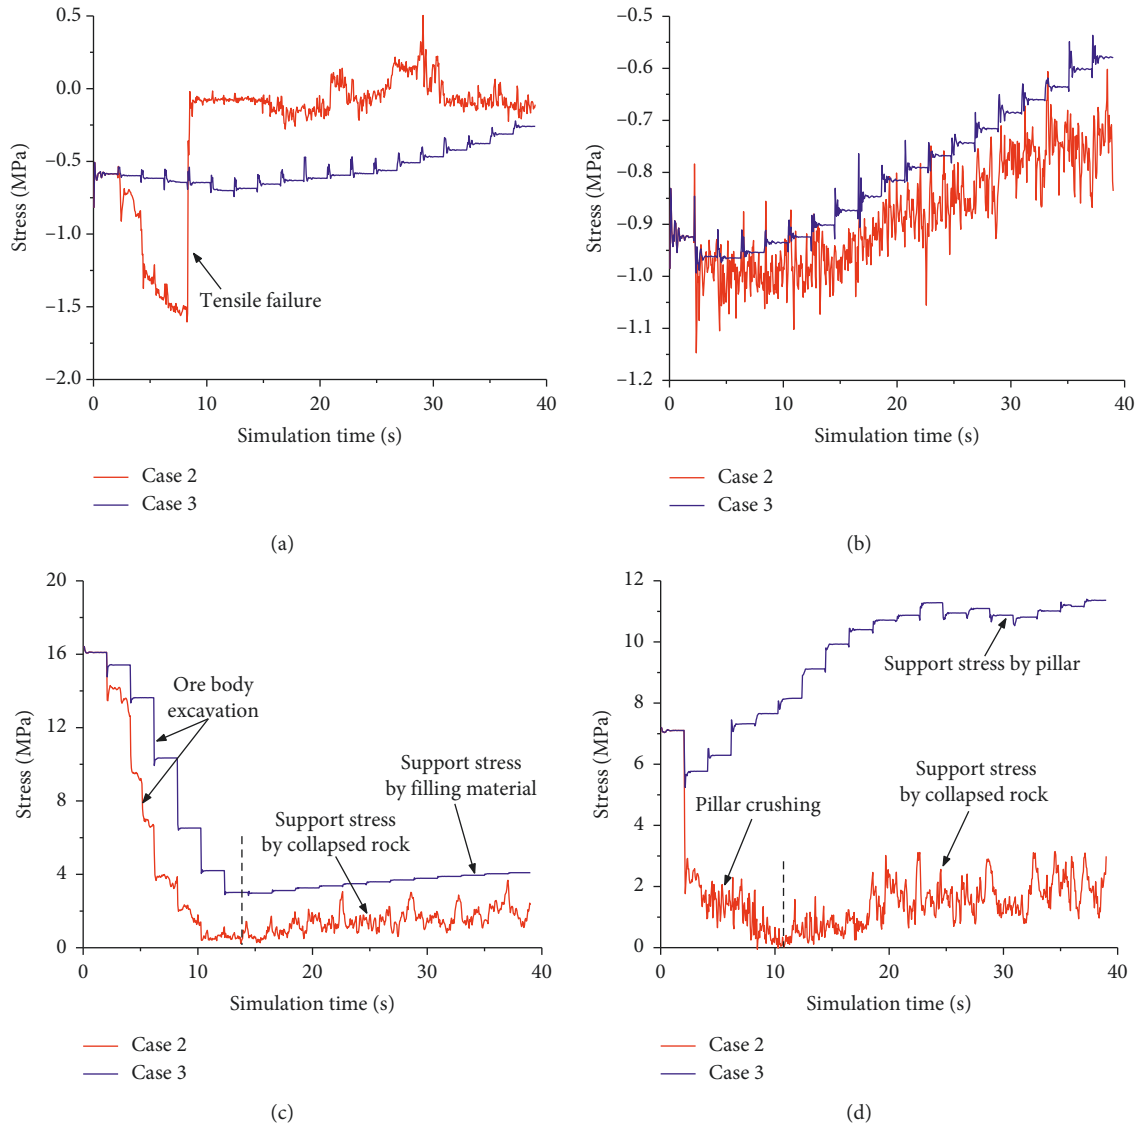 0.5
0.0
−0.5
−1.0
−1.5
−2.0
Stress (MPa)
Tensile failure
0
10
20
30
40
Simulation time (s)
Case 2
Case 3
(a)
−0.5
−0.6
−0.7
−0.8
−0.9
−1.0
−1.1
−1.2
Stress (MPa)
0
10
20
30
40
Simulation time (s)
Case 2
Case 3
(b)
20
16
12
8
4
0
Stress (MPa)
Ore body
excavation
Support stress
by filling material
Support stress
by collapsed rock
0
10
20
30
40
Simulation time (s)
Case 2
Case 3
(c)
12
10
8
6
4
2
0
Stress (MPa)
Support stress by pillar
Support stress
by collapsed rock
Pillar crushing
0
10
20
30
40
Simulation time (s)
Case 2
Case 3
(d)